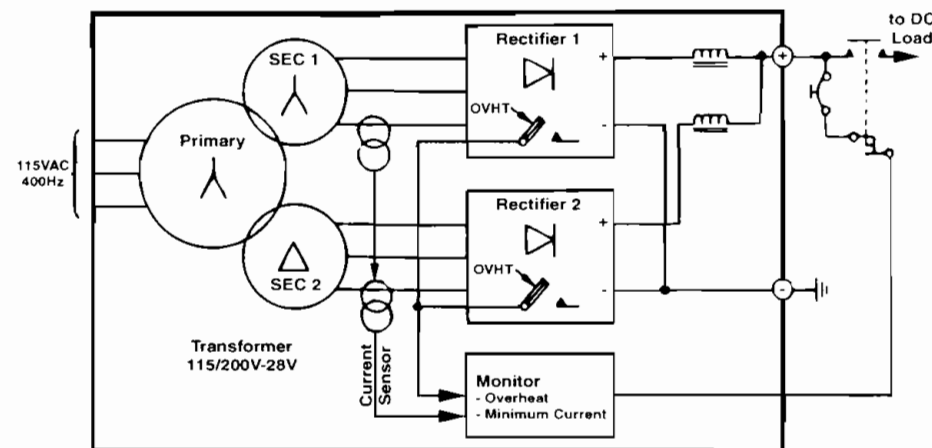 to DC
Load
Rectifier 1
SEC 1
+
+
OVHT
Primary
-
115VAC
400Hz
Rectifier 2
+
OVHT
SEC 2
-
-
Transformer
115/200V-28V
Current
Sensor
Monitor
- Overheat
- Minimum Current